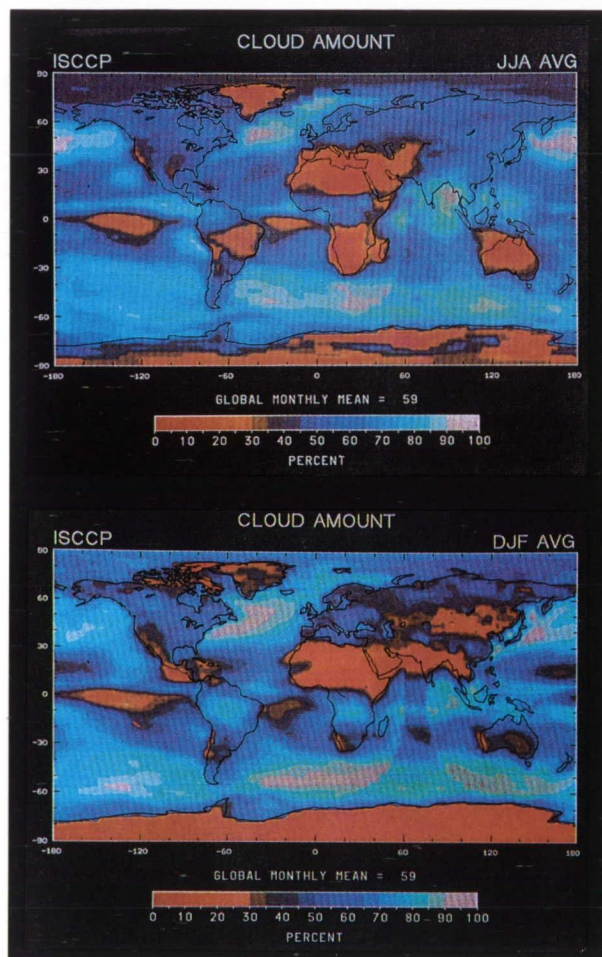 CLOUD AMOUNT
ISCCP JJA AVG
90
60
30
0
-30
-60
-90
-180 -120 -60 0 60 120 180
GLOBAL MONTHLY MEAN = 59
0 10 20 30 40 50 60 70 80 90 100
PERCENT
CLOUD AMOUNT
ISCCP DJF AVG
90
60
30
0
-30
-60
-90
-180 -120 -60 0 60 120 180
GLOBAL MONTHLY MEAN = 59
0 10 20 30 40 50 60 70 80 90 100
PERCENT